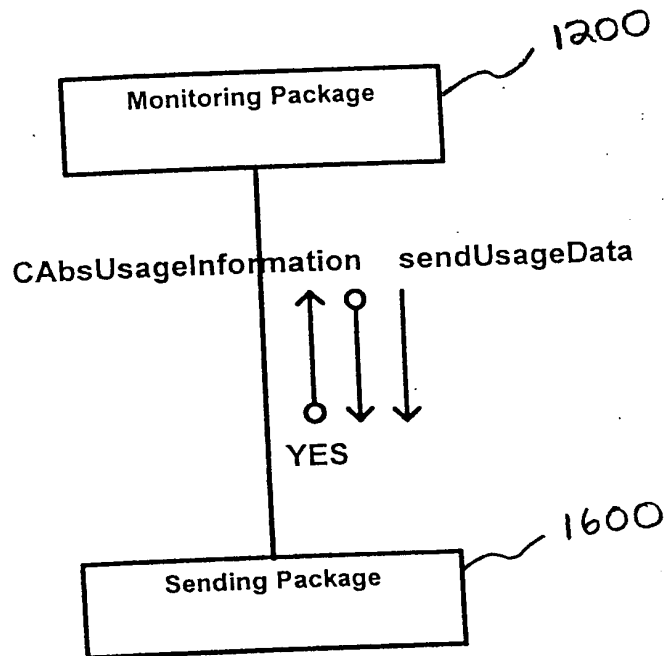 1200
Monitoring Package
CAbsUsageInformation sendUsageData
YES
1600
Sending Package